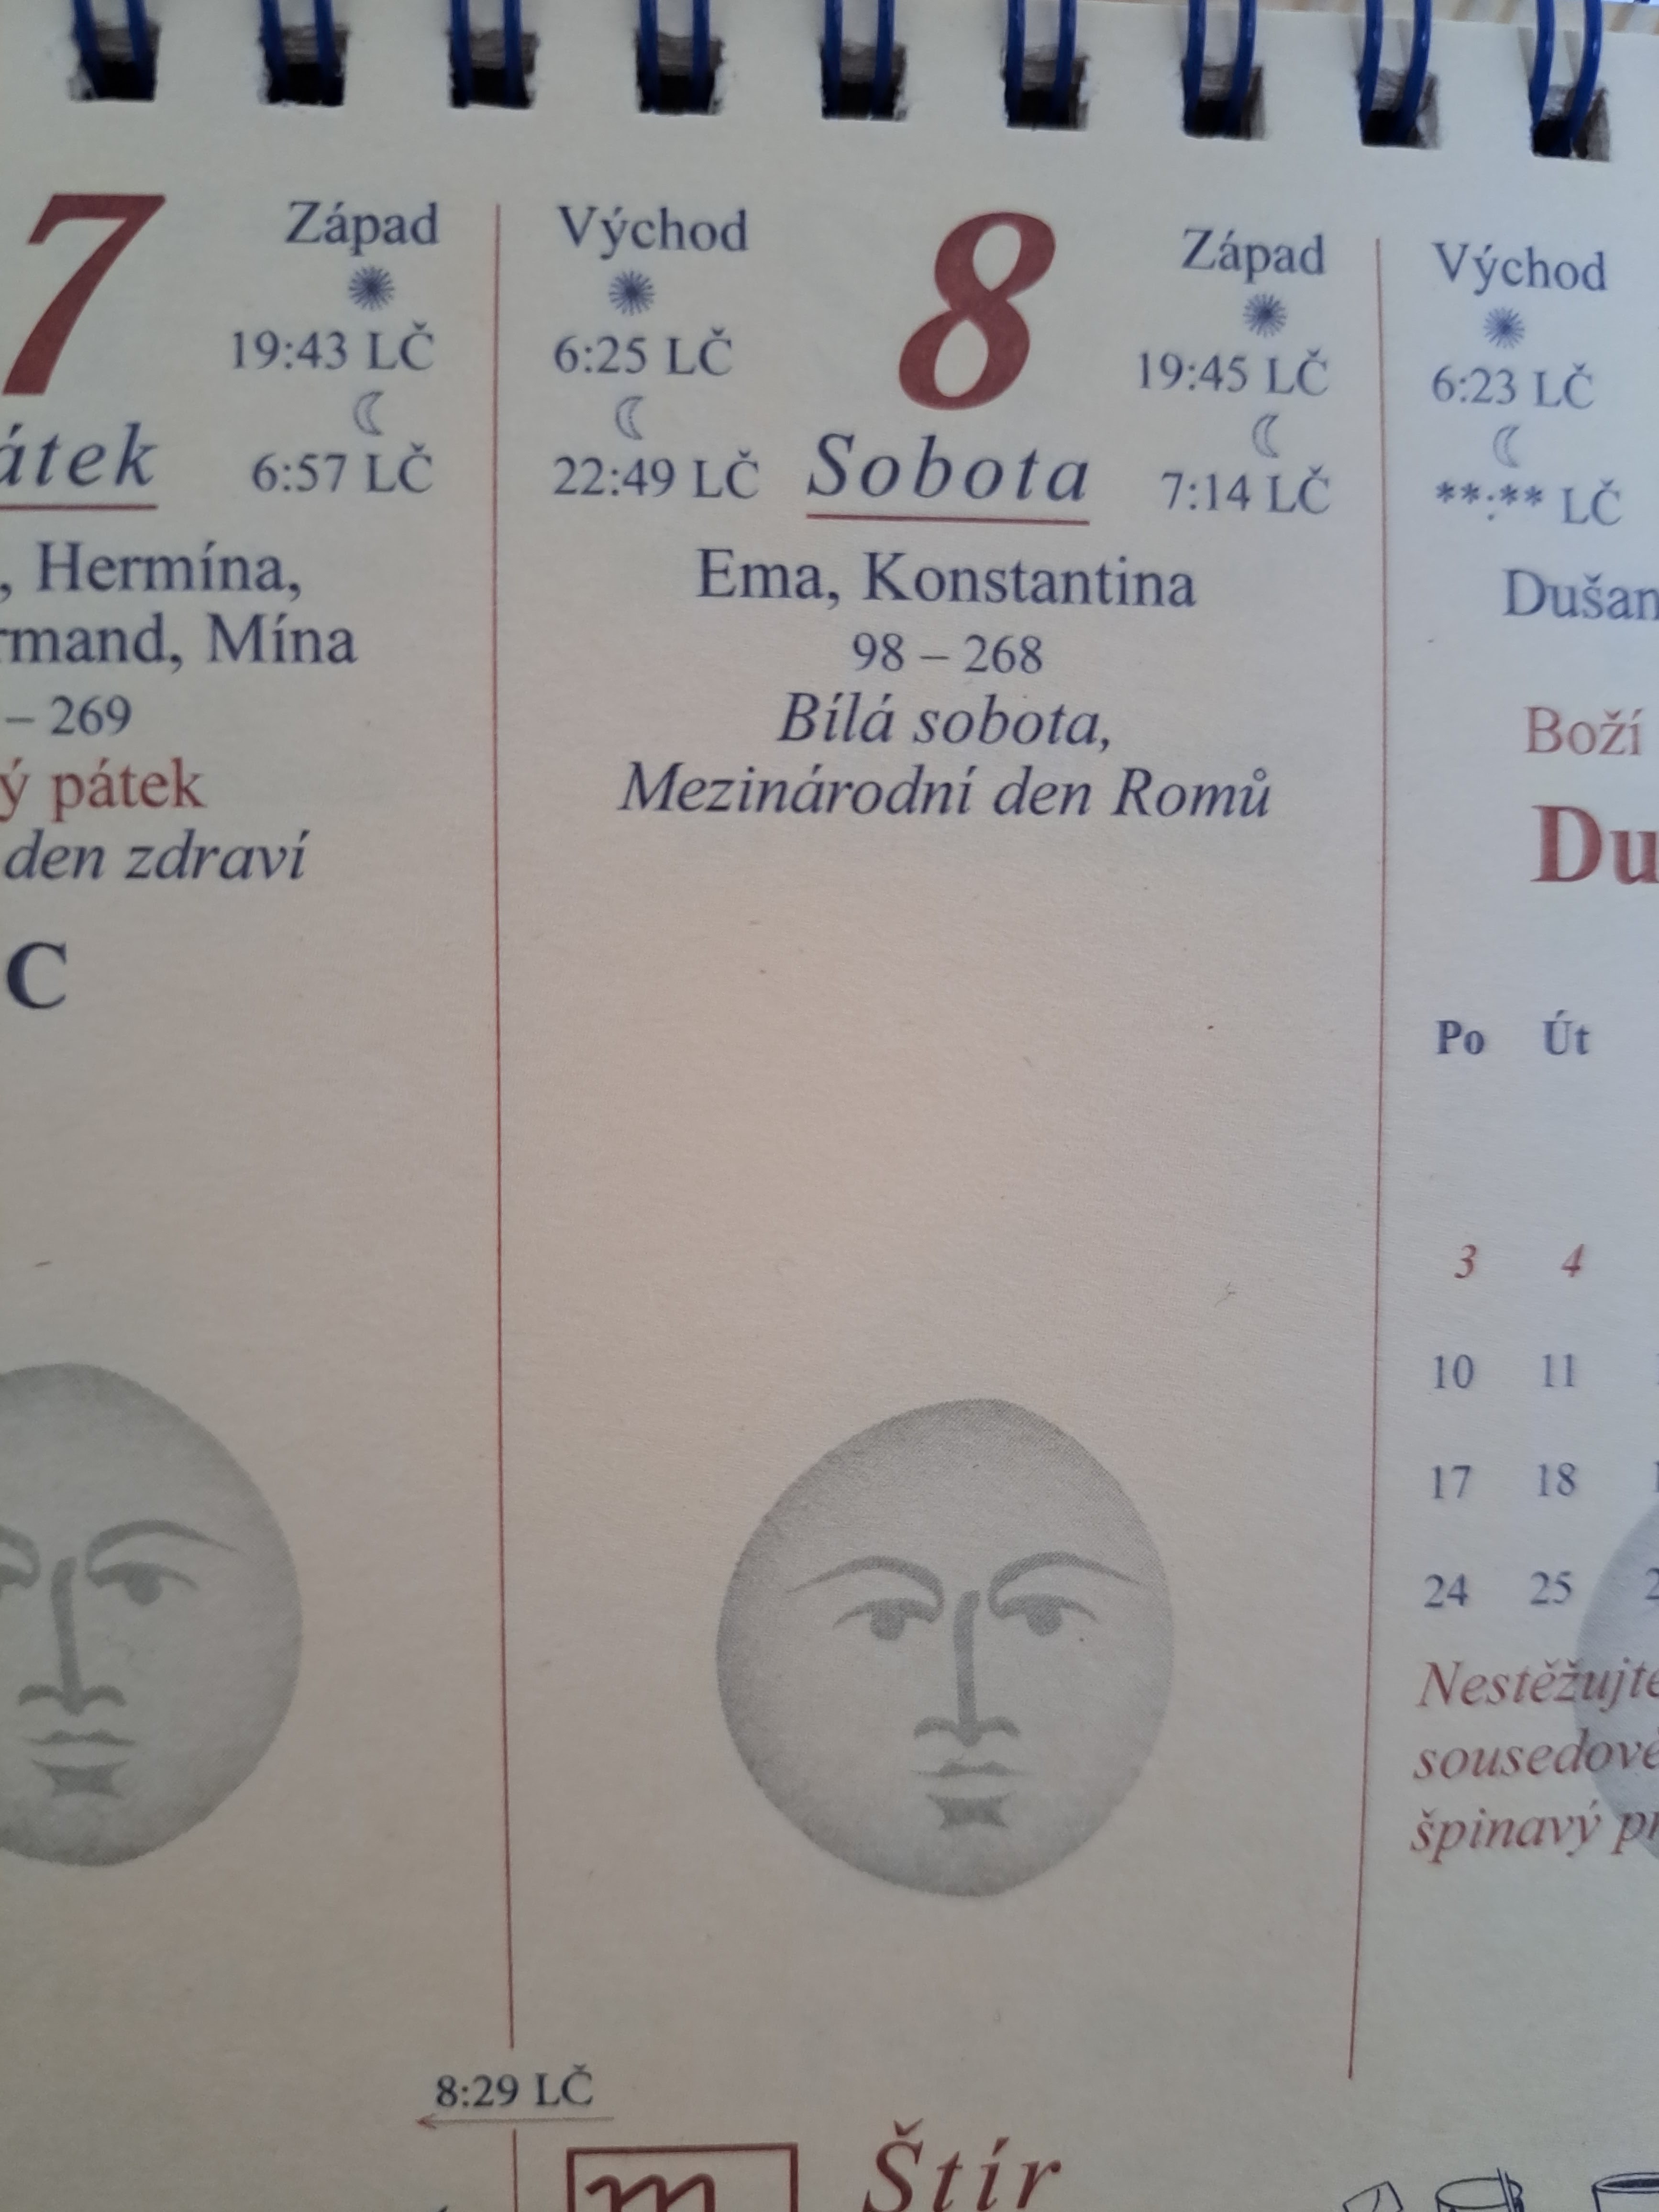 7
Západ
19:43 LČ
6:57 LČ
átek
, Hermína,
rmand, Mína
– 269
ý pátek
den zdraví
C
Východ
6:25 LČ
22:49 LČ
8
Sobota
Západ
19:45 LČ
7:14 LČ
Ema, Konstantina
98 – 268
Bílá sobota,
Mezinárodní den Romů
8:29 LČ
Štír
Východ
6:23 LČ
**:** LČ
Dušan
Boží
Du
Po Út
3 4
10 11
17 18
24 25 2
Nestěžujte
sousedově
špinavý